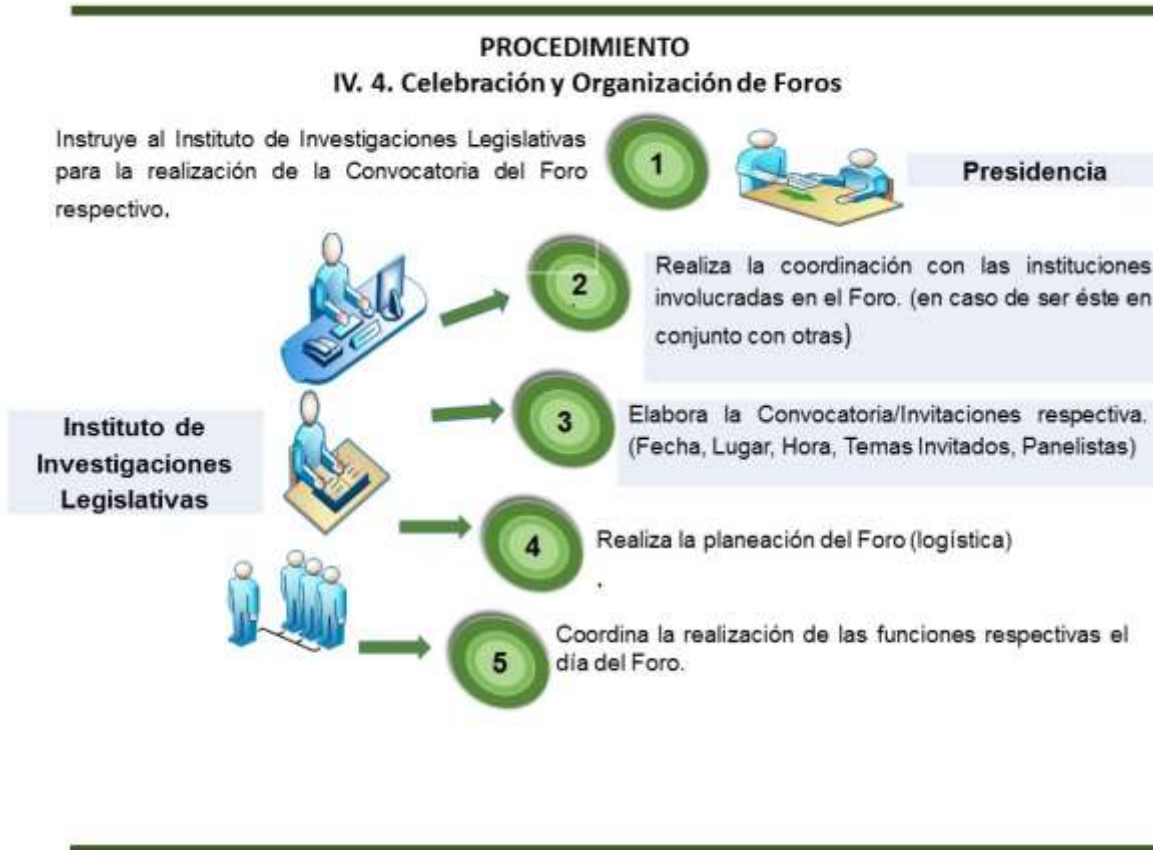 PROCEDIMIENTO
IV. 4. Celebración y Organización de Foros
Instruye al Instituto de Investigaciones Legislativas
para la realización de la Convocatoria del Foro
respectivo.
1
Presidencia
2
Realiza la coordinación con las instituciones
involucradas en el Foro. (en caso de ser éste en
conjunto con otras)
Instituto de
Investigaciones
Legislativas
3
Elabora la Convocatoria/Invitaciones respectiva.
(Fecha, Lugar, Hora, Temas Invitados, Panelistas)
4
Realiza la planeación del Foro (logística)
.
5
Coordina la realización de las funciones respectivas el
día del Foro.